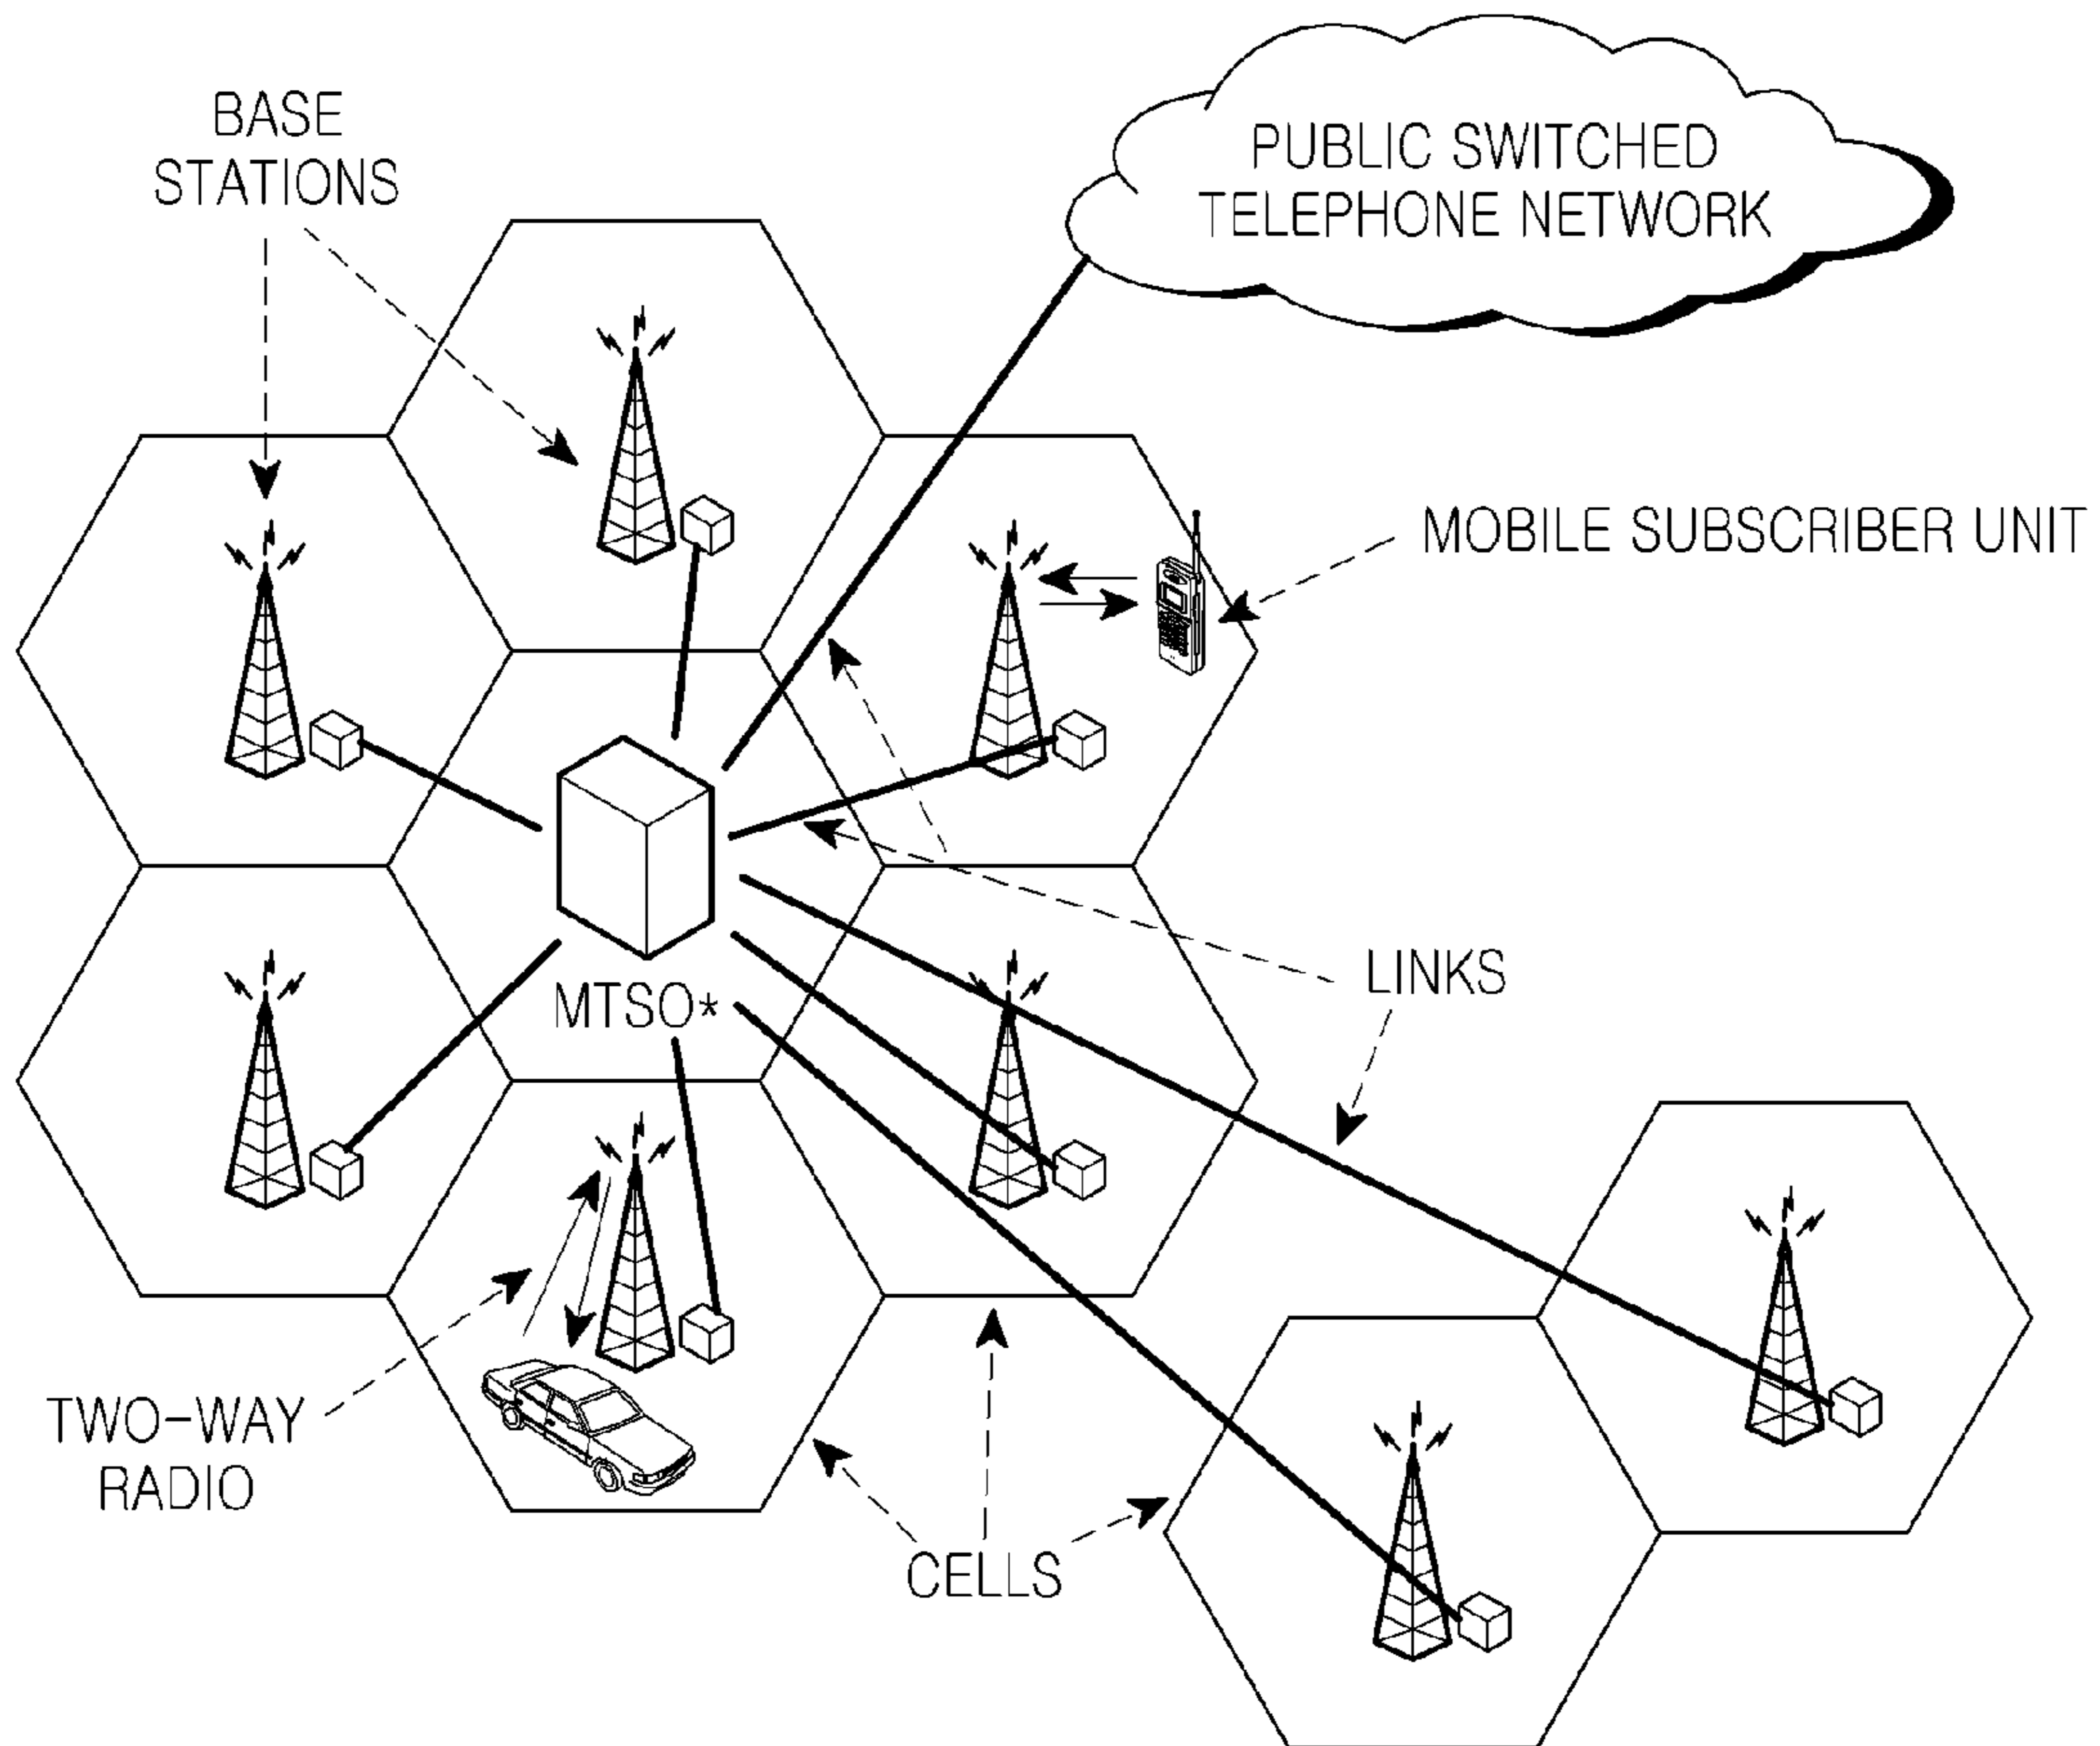 BASE
STATIONS
PUBLIC SWITCHED
TELEPHONE NETWORK
MOBILE SUBSCRIBER UNIT
LINKS
MTSO*
TWO-WAY
RADIO
CELLS